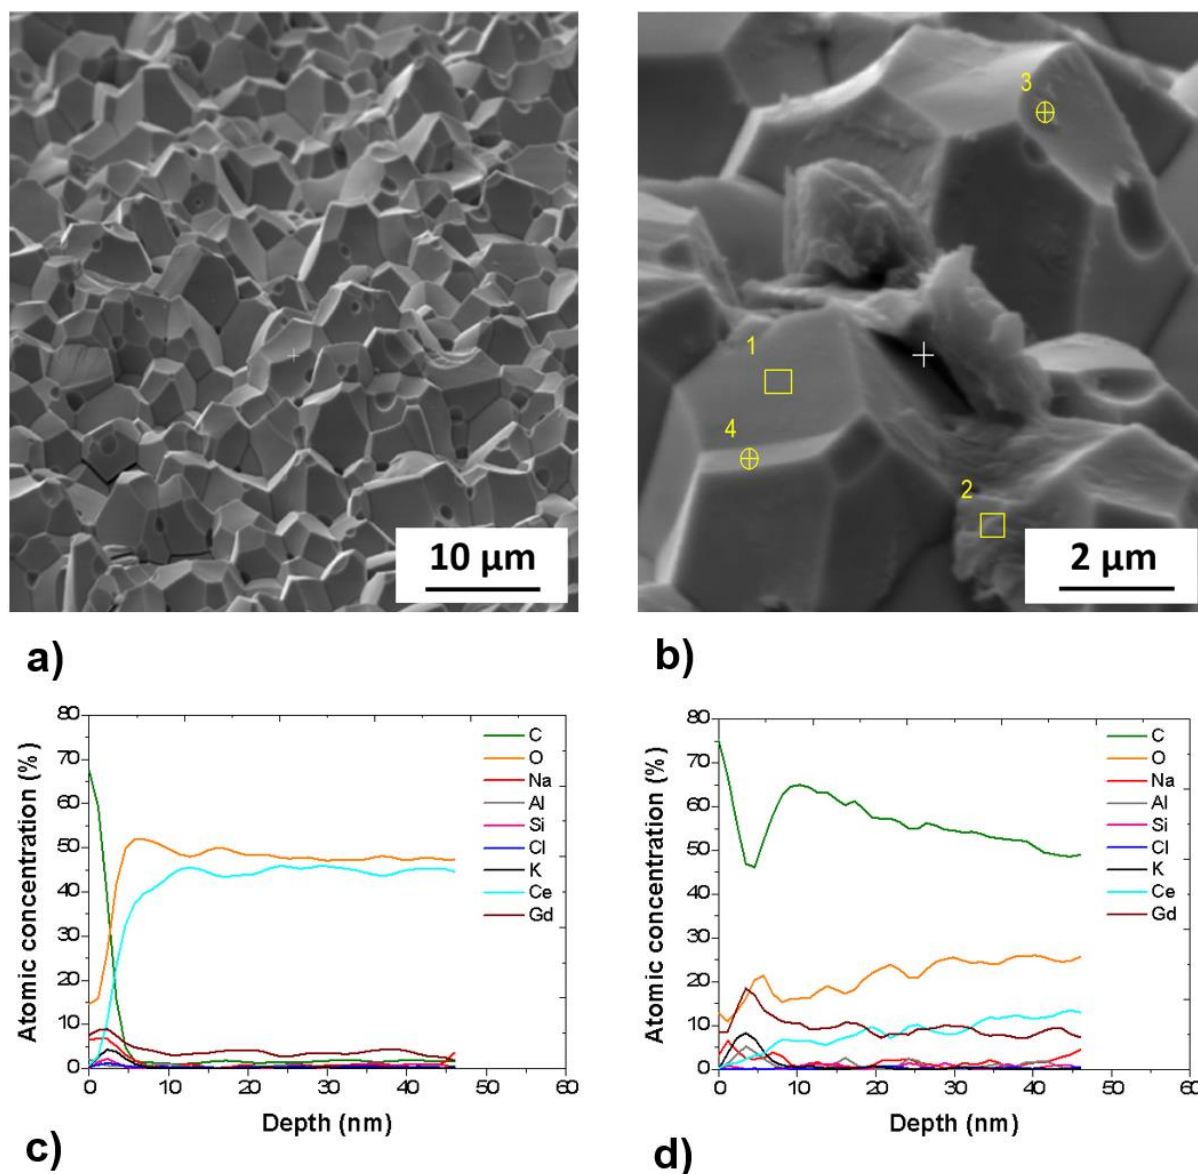 10 µm
3
1
4
2
2 µm
a)
b)
80
70
60
50
40
30
20
10
0
Atomic concentration (%)
C
O
Na
Al
Si
Cl
K
Ce
Gd
0 10 20 30 40 50 60
Depth (nm)
c)
80
70
60
50
40
30
20
10
0
Atomic concentration (%)
C
O
Na
Al
Si
Cl
K
Ce
Gd
0 10 20 30 40 50 60
Depth (nm)
d)